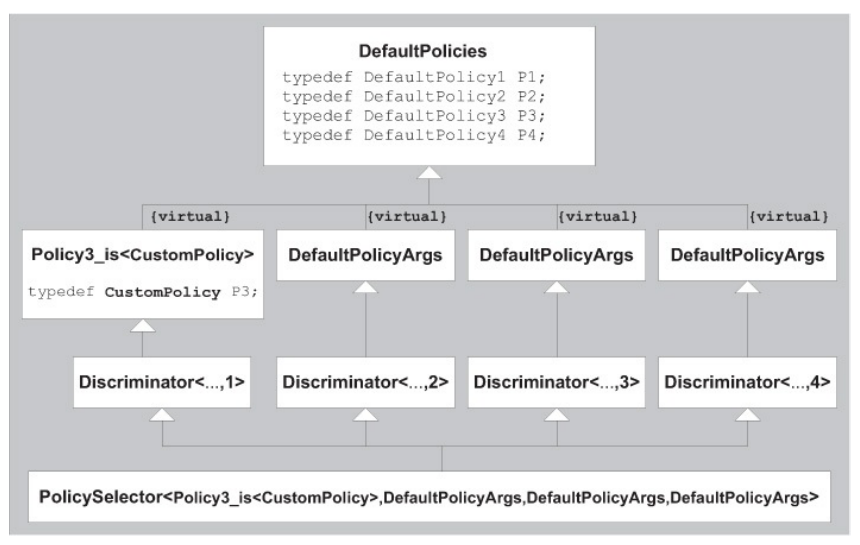 DefaultPolicies
typedef DefaultPolicy1 P1;
typedef DefaultPolicy2 P2;
typedef DefaultPolicy3 P3;
typedef DefaultPolicy4 P4;
{virtual} {virtual} {virtual} {virtual}
Policy3_is<CustomPolicy>
typedef CustomPolicy P3;
DefaultPolicyArgs
DefaultPolicyArgs
DefaultPolicyArgs
Discriminator<...,1>
Discriminator<...,2>
Discriminator<...,3>
Discriminator<...,4>
PolicySelector<Policy3_is<CustomPolicy>,DefaultPolicyArgs,DefaultPolicyArgs,DefaultPolicyArgs>